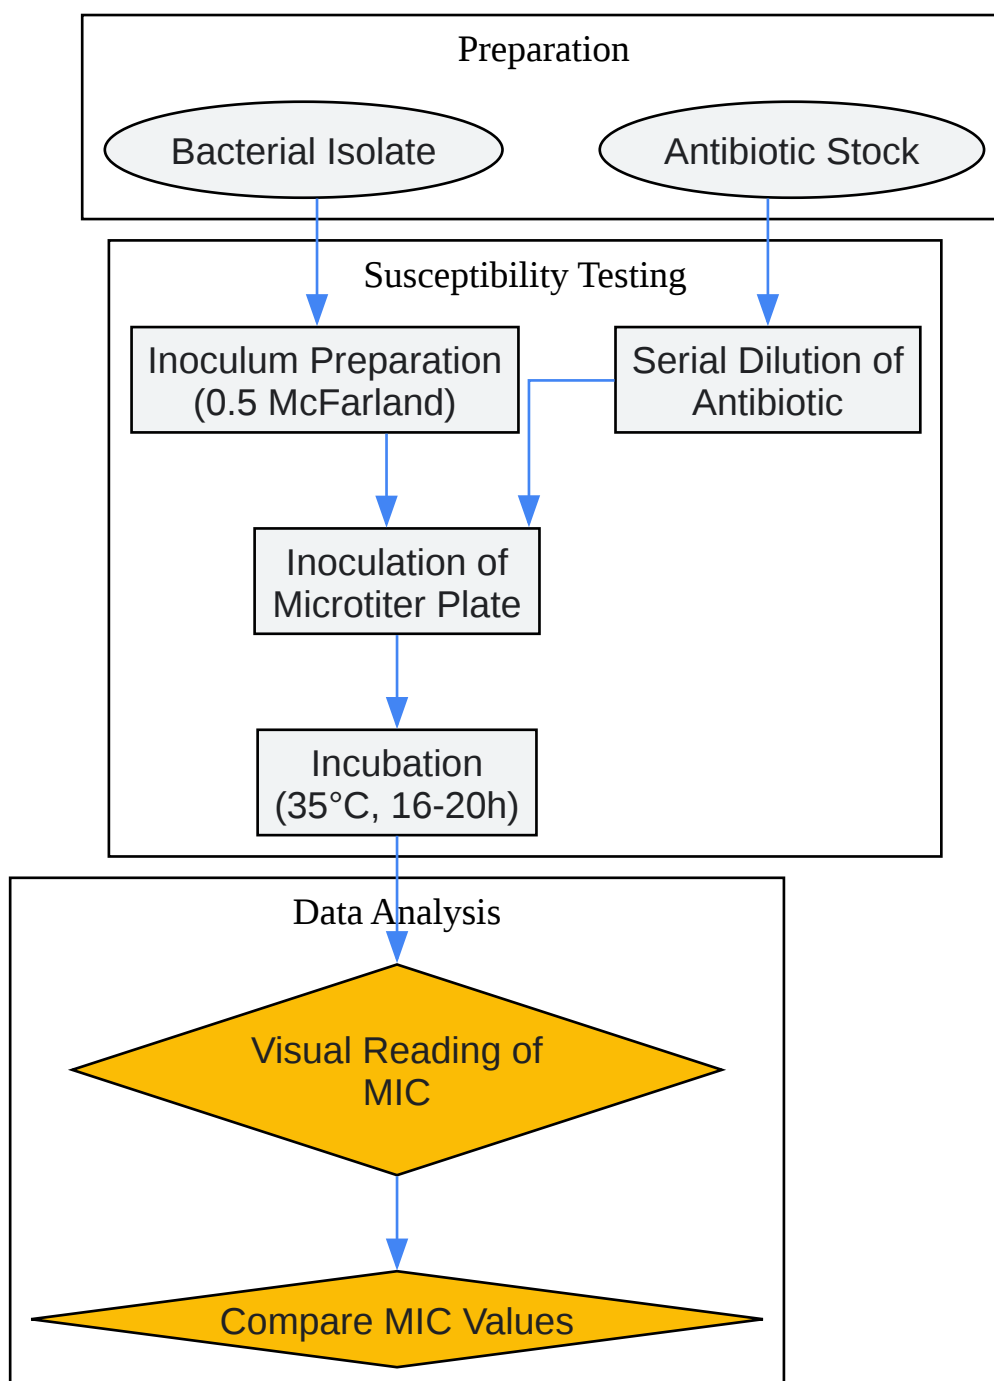 Preparation
Bacterial Isolate
Antibiotic Stock
Susceptibility Testing
Inoculum Preparation
(0.5 McFarland)
Serial Dilution of
Antibiotic
Inoculation of
Microtiter Plate
Incubation
(35°C, 16-20h)
Data Analysis
Visual Reading of
MIC
Compare MIC Values